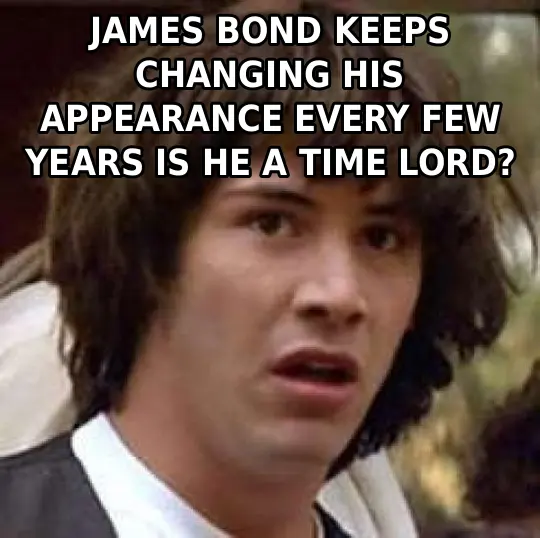 JAMES BOND KEEPS
CHANGING HIS
APPEARANCE EVERY FEW
YEARS IS HE A TIME LORD?